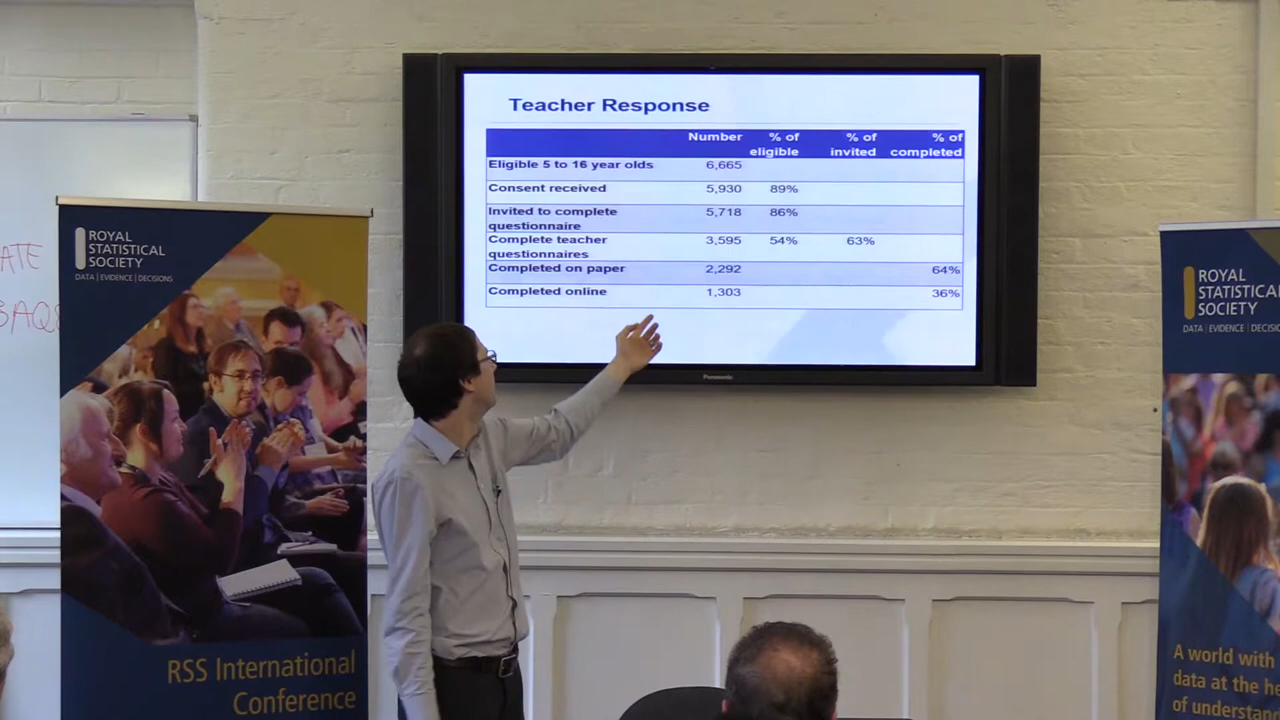 Teacher Response
Number % of eligible % of invited % of completed
Eligible 5 to 16 year olds 6,665
Consent received 5,930 89%
Invited to complete questionnaire 5,718 86%
Complete teacher questionnaires 3,595 54% 63%
Completed on paper 2,292 64%
Completed online 1,303 36%
Panasonic
ATE
BAQS
ROYAL
STATISTICAL
SOCIETY
DATA | EVIDENCE | DECISIONS
RSS International
Conference
ROYAL
STATISTICAL
SOCIETY
DATA | EVIDENCE | DECISIO
A world with
data at the he
of understan